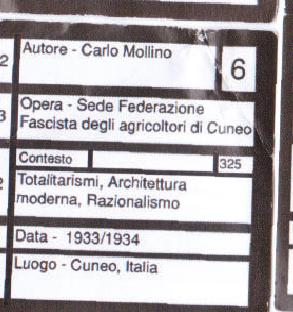 2
Autore - Carlo Mollino
6
3
Opera - Sede Federazione
Fascista degli agricoltori di Cuneo
Contesto
325
2
Totalitarismi, Architettura
moderna, Razionalismo
Data - 1933/1934
Luogo - Cuneo, Italia